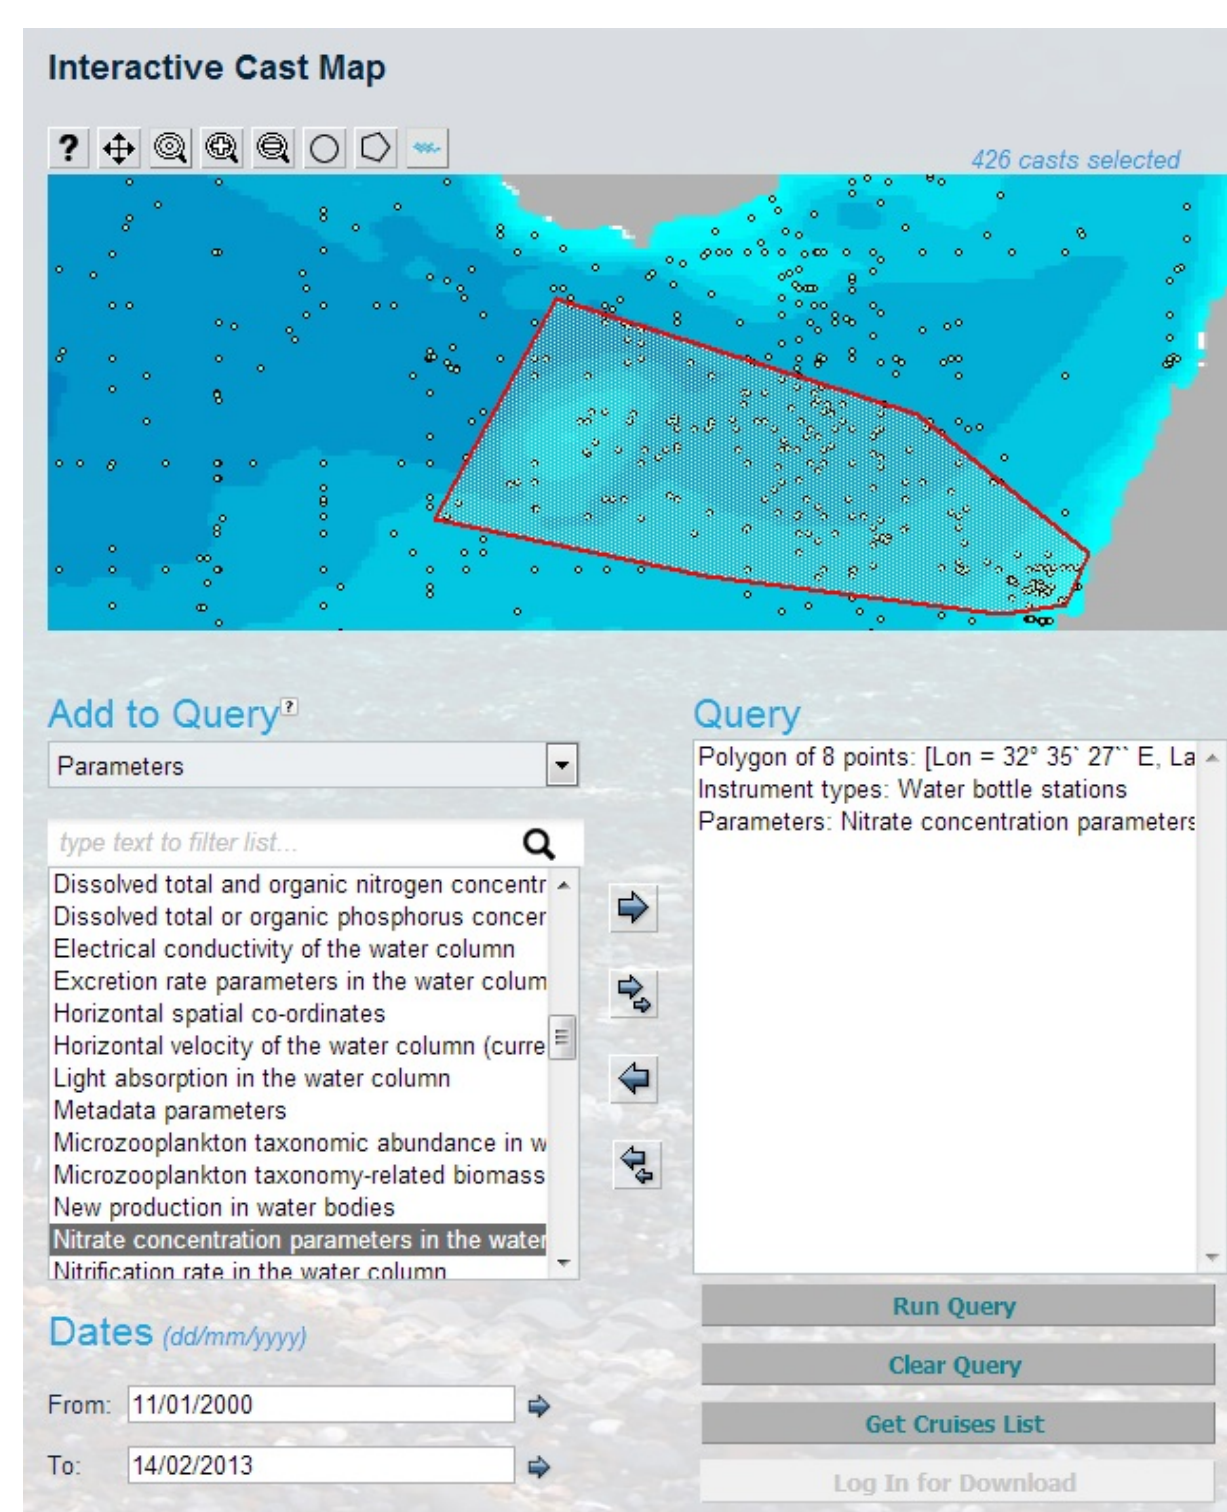 Interactive Cast Map
?
426 casts selected
Add to Query ?
Parameters
type text to filter list...
Dissolved total and organic nitrogen concentr
Dissolved total or organic phosphorus concer
Electrical conductivity of the water column
Excretion rate parameters in the water colum
Horizontal spatial co-ordinates
Horizontal velocity of the water column (curre
Light absorption in the water column
Metadata parameters
Microzooplankton taxonomic abundance in w
Microzooplankton taxonomy-related biomass
New production in water bodies
Nitrate concentration parameters in the water
Nitrification rate in the water column
Dates (dd/mm/yyyy)
From: 11/01/2000
To: 14/02/2013
Query
Polygon of 8 points: [Lon = 32° 35` 27`` E, La
Instrument types: Water bottle stations
Parameters: Nitrate concentration parameters
Run Query
Clear Query
Get Cruises List
Log In for Download